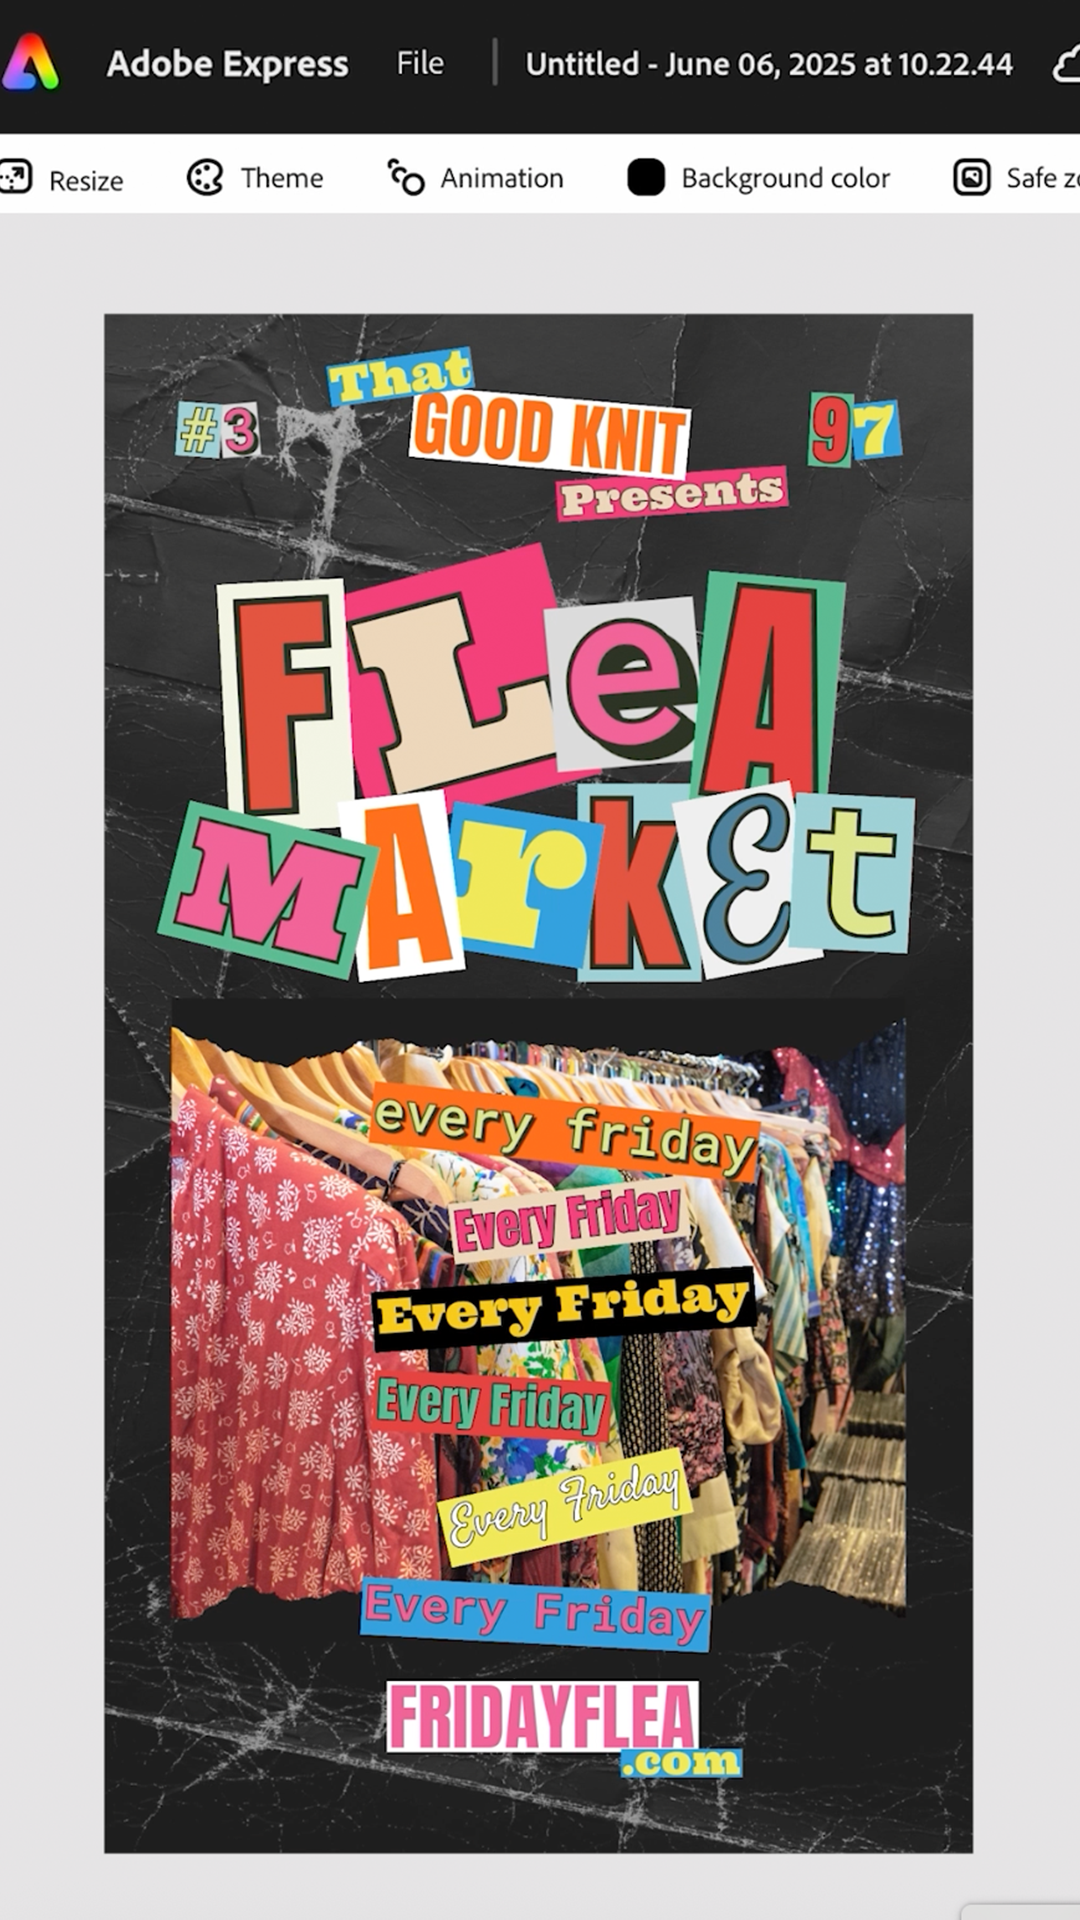 Adobe Express File Untitled - June 06, 2025 at 10.22.44
Resize Theme Animation Background color Safe
That
#3 GOOD KNIT 97
Presents
FLeA
MArkEt
every friday
Every Friday
Every Friday
Every Friday
Every Friday
Every Friday
FRIDAYFLEA
.com